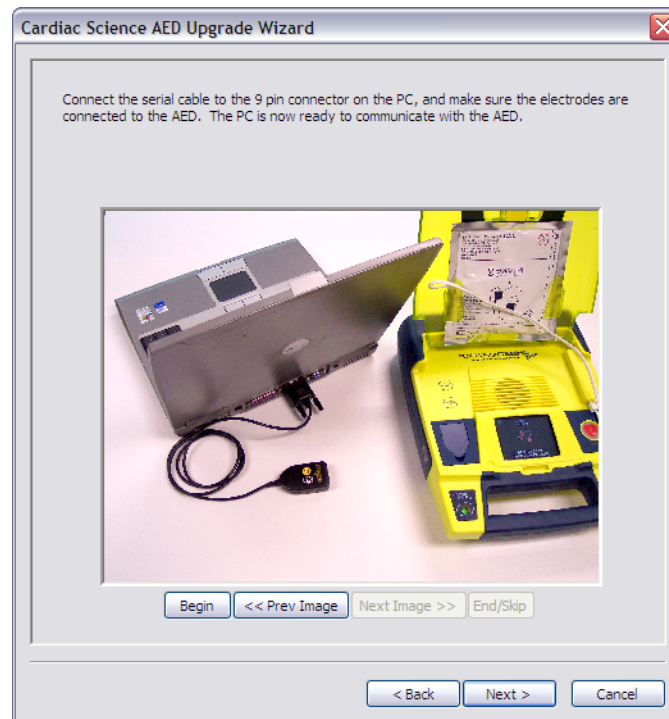 Cardiac Science AED Upgrade Wizard
Connect the serial cable to the 9 pin connector on the PC, and make sure the electrodes are
connected to the AED.  The PC is now ready to communicate with the AED.
Begin
<< Prev Image
Next Image >>
End/Skip
< Back
Next >
Cancel